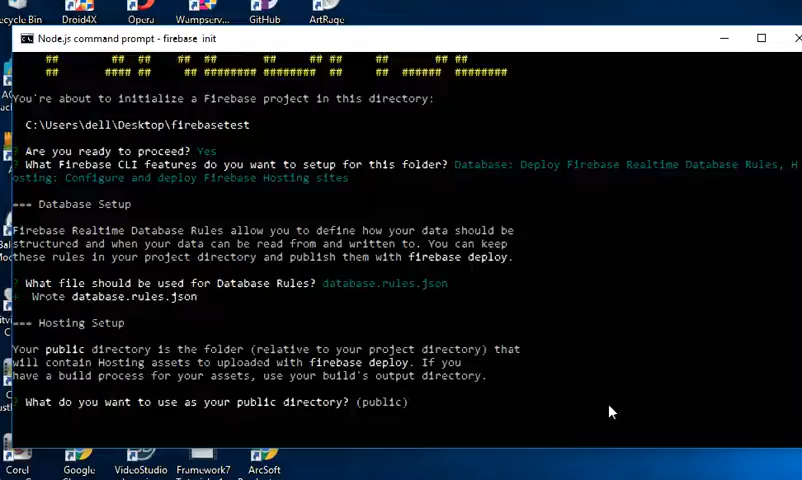 ecycle Bin Droid4X Opera Wampserv... GitHub ArtRage
Node.js command prompt - firebase init
You're about to initialize a Firebase project in this directory:
C:\Users\dell\Desktop\firebasetest
? Are you ready to proceed? Yes
? What Firebase CLI features do you want to setup for this folder? Database: Deploy Firebase Realtime Database Rules, H
osting: Configure and deploy Firebase Hosting sites
=== Database Setup
Firebase Realtime Database Rules allow you to define how your data should be
structured and when your data can be read from and written to. You can keep
these rules in your project directory and publish them with firebase deploy.
? What file should be used for Database Rules? database.rules.json
+ Wrote database.rules.json
=== Hosting Setup
Your public directory is the folder (relative to your project directory) that
will contain Hosting assets to uploaded with firebase deploy. If you
have a build process for your assets, use your build's output directory.
? What do you want to use as your public directory? (public)
Corel Google VideoStudio Framework7 ArcSoft